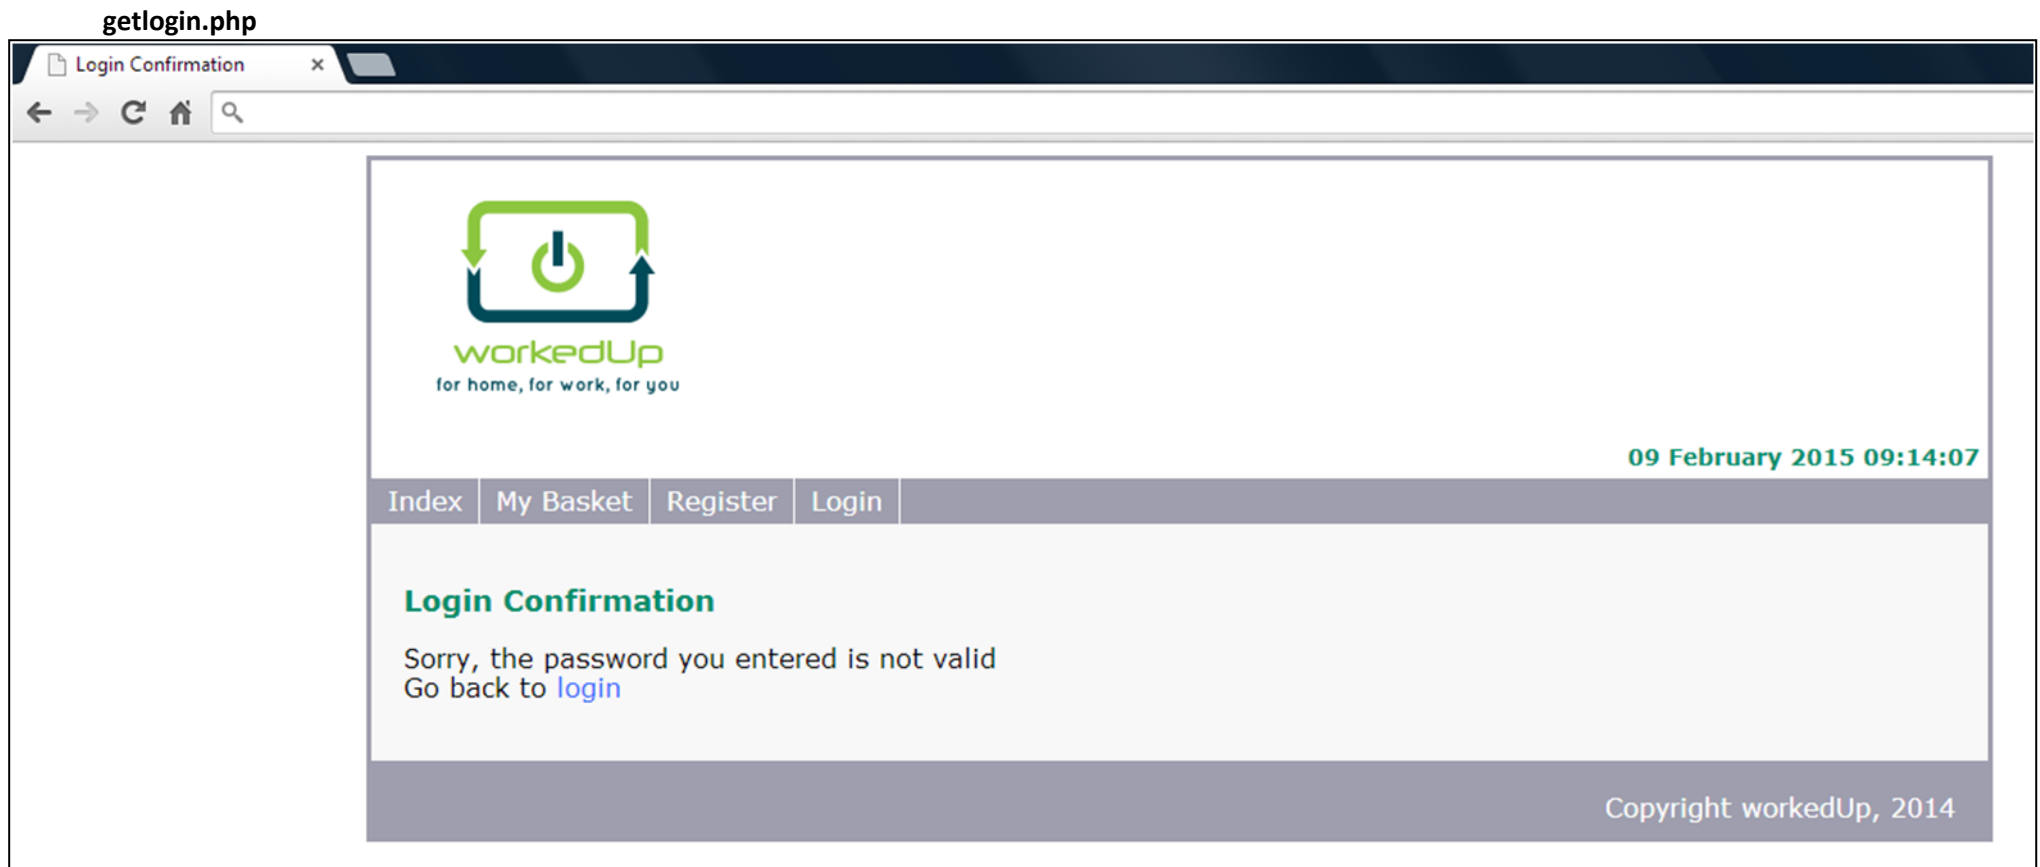 getlogin.php
Login Confirmation
workedUp
for home, for work, for you
09 February 2015 09:14:07
Index My Basket Register Login
Login Confirmation
Sorry, the password you entered is not valid
Go back to login
Copyright workedUp, 2014